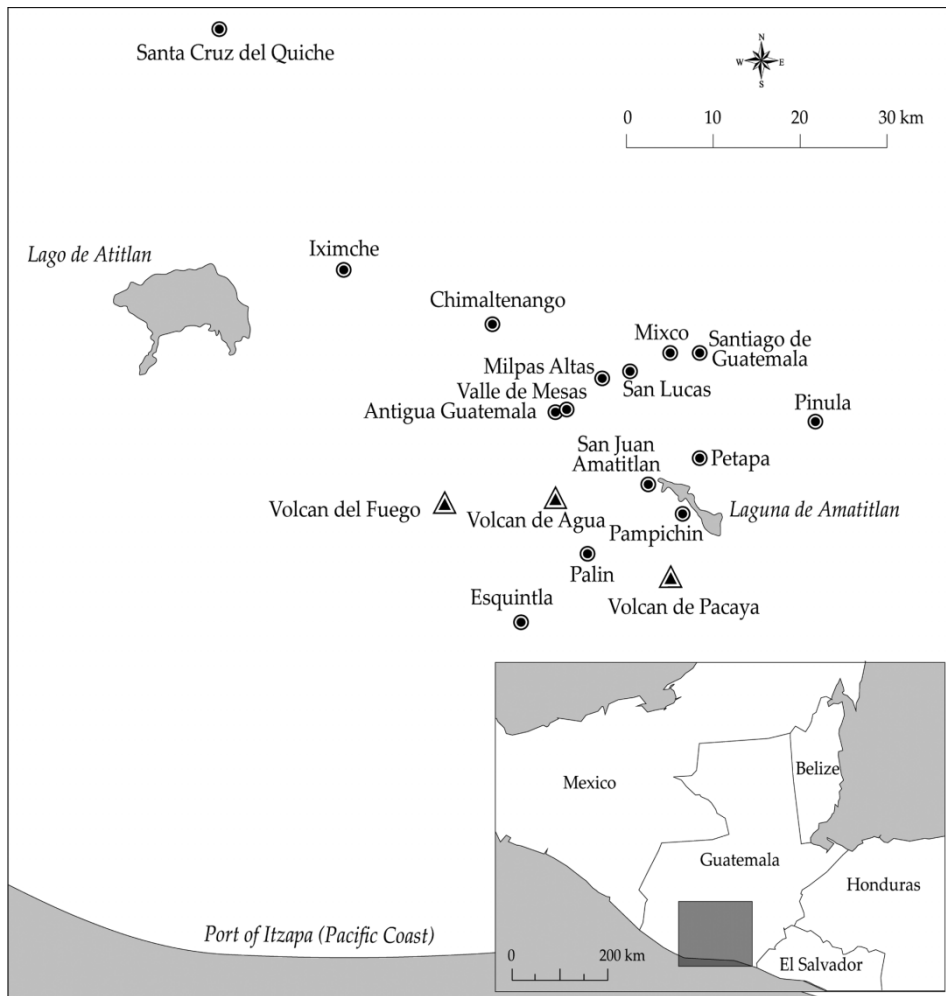 Santa Cruz del Quiche
N
W E
S
0 10 20 30 km
Lago de Atitlan
Iximche
Chimaltenango
Mixco
Santiago de
Guatemala
Milpas Altas
San Lucas
Valle de Mesas
Antigua Guatemala
Pinula
San Juan
Amatitlan
Petapa
Volcan del Fuego
Volcan de Agua
Laguna de Amatitlan
Pampichin
Palin
Esquintla
Volcan de Pacaya
Port of Itzapa (Pacific Coast)
Mexico
Belize
Guatemala
Honduras
El Salvador
0 200 km